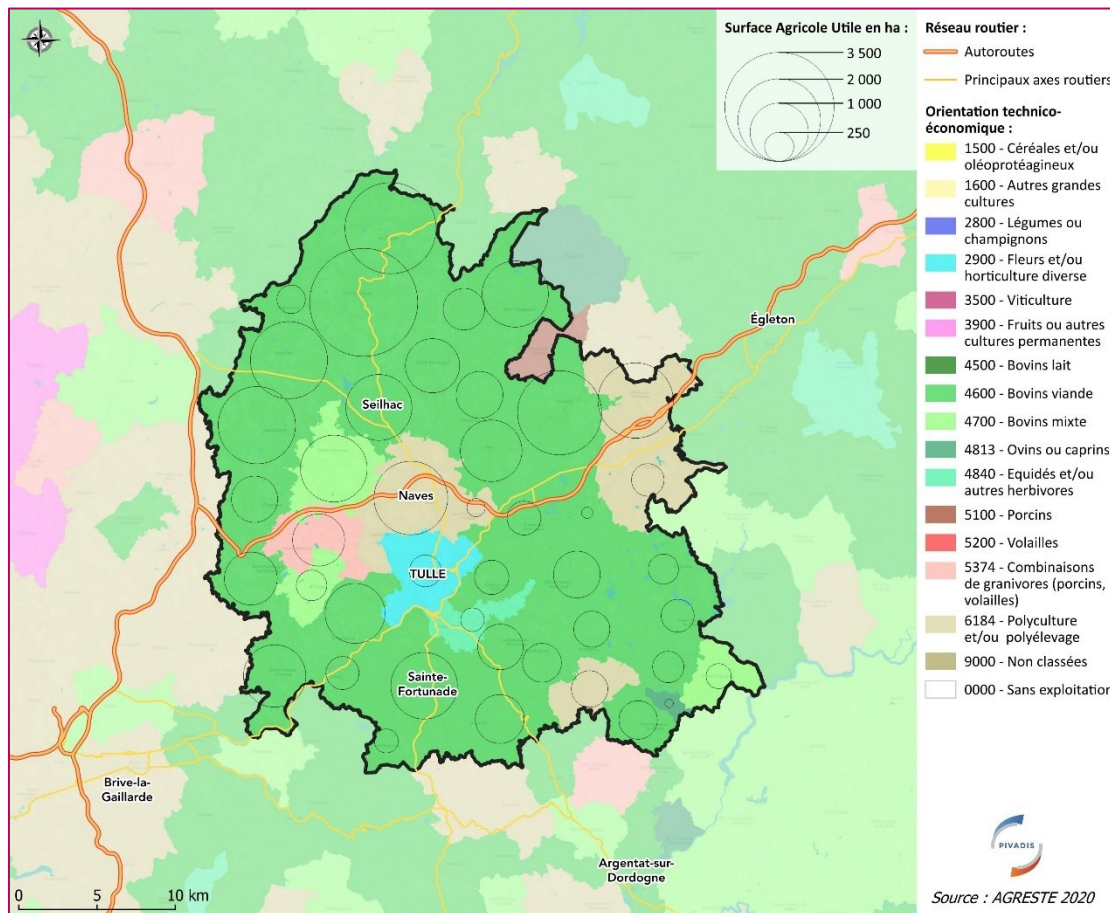 Surface Agricole Utile en ha :
3 500
2 000
1 000
250
Réseau routier :
Autoroutes
Principaux axes routiers
Orientation technico-
économique :
1500 - Céréales et/ou
oléoprotéagineux
1600 - Autres grandes
cultures
2800 - Légumes ou
champignons
2900 - Fleurs et/ou
horticulture diverse
3500 - Viticulture
3900 - Fruits ou autres
cultures permanentes
4500 - Bovins lait
4600 - Bovins viande
4700 - Bovins mixte
4813 - Ovins ou caprins
4840 - Equidés et/ou
autres herbivores
5100 - Porcins
5200 - Volailles
5374 - Combinaisons
de granivores (porcins,
volailles)
6184 - Polyculture
et/ou polyélevage
9000 - Non classées
0000 - Sans exploitation
Égleton
Seilhac
Naves
TULLE
Sainte-
Fortunade
Brive-la-
Gaillarde
Argentat-sur-
Dordogne
0 5 10 km
PIVADIS
Source : AGRESTE 2020